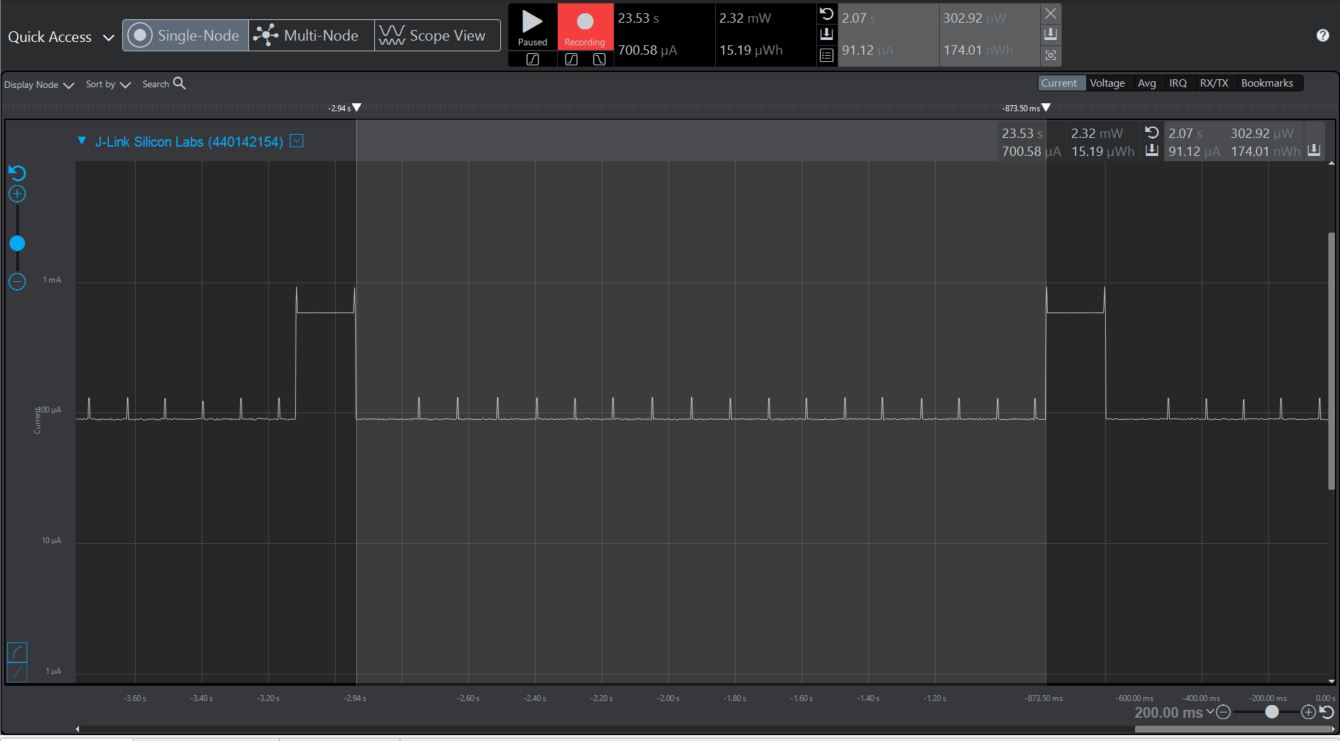 Quick Access
Single-Node
Multi-Node
Scope View
Paused
Recording
23.53 s
2.32 mW
700.58 µA
15.19 µWh
2.07 s
302.92 µW
91.12 µA
174.01 nWh
Display Node
Sort by
Search
Current
Voltage
Avg
IRQ
RX/TX
Bookmarks
-2.94 s
-873.50 ms
J-Link Silicon Labs (440142154)
23.53 s 2.32 mW 2.07 s 302.92 µW
700.58 µA 15.19 µWh 91.12 µA 174.01 nWh
1 mA
100 µA
Current
10 µA
1 µA
-3.60 s -3.40 s -3.20 s -2.94 s -2.60 s -2.40 s -2.20 s -2.00 s -1.80 s -1.60 s -1.40 s -1.20 s -873.50 ms -600.00 ms -400.00 ms -200.00 ms 0.00 s
200.00 ms